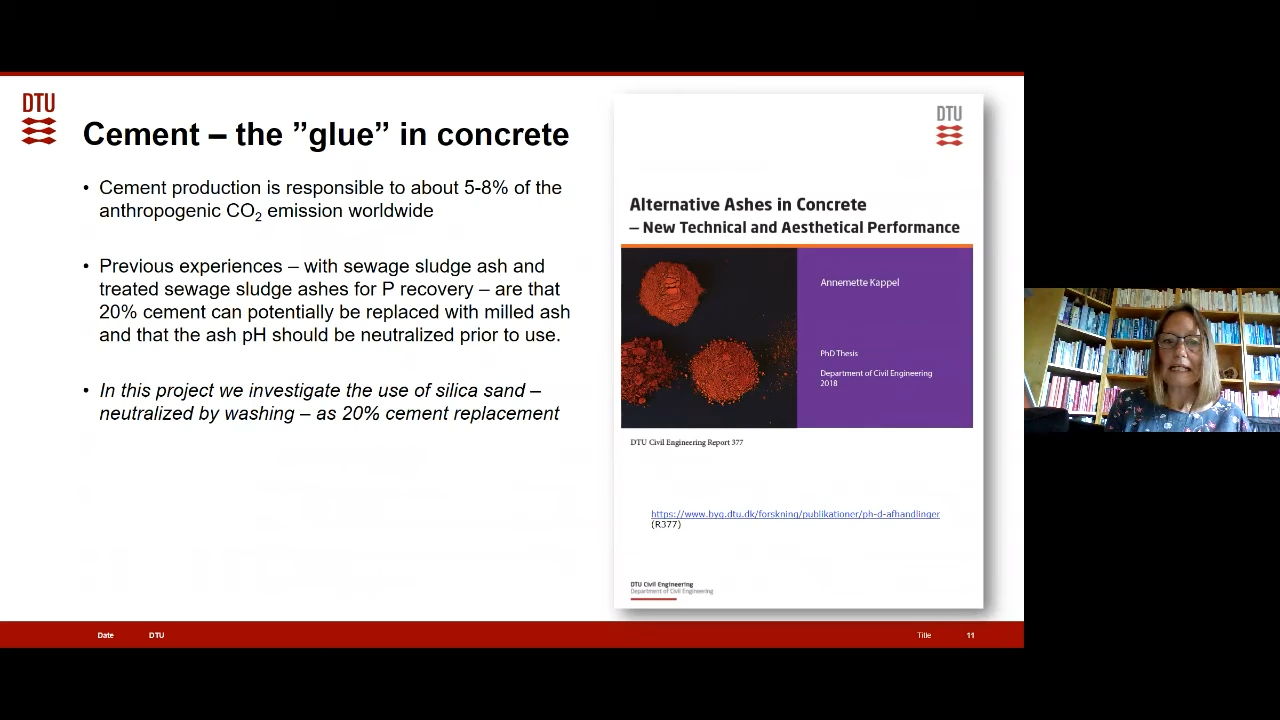 DTU
Cement – the ”glue” in concrete
• Cement production is responsible to about 5-8% of the
anthropogenic CO2 emission worldwide
• Previous experiences – with sewage sludge ash and
treated sewage sludge ashes for P recovery – are that
20% cement can potentially be replaced with milled ash
and that the ash pH should be neutralized prior to use.
• In this project we investigate the use of silica sand –
neutralized by washing – as 20% cement replacement
DTU
Alternative Ashes in Concrete
– New Technical and Aesthetical Performance
Annemette Kappel
PhD Thesis
Department of Civil Engineering
2018
DTU Civil Engineering Report 377
https://www.byg.dtu.dk/forskning/publikationer/ph-d-afhandlinger
(R377)
DTU Civil Engineering
Department of Civil Engineering
Date DTU Title 11